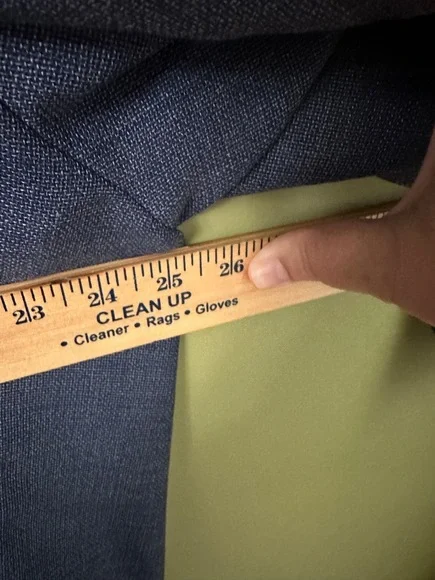 23 24 25 26
CLEAN UP
• Cleaner • Rags • Gloves